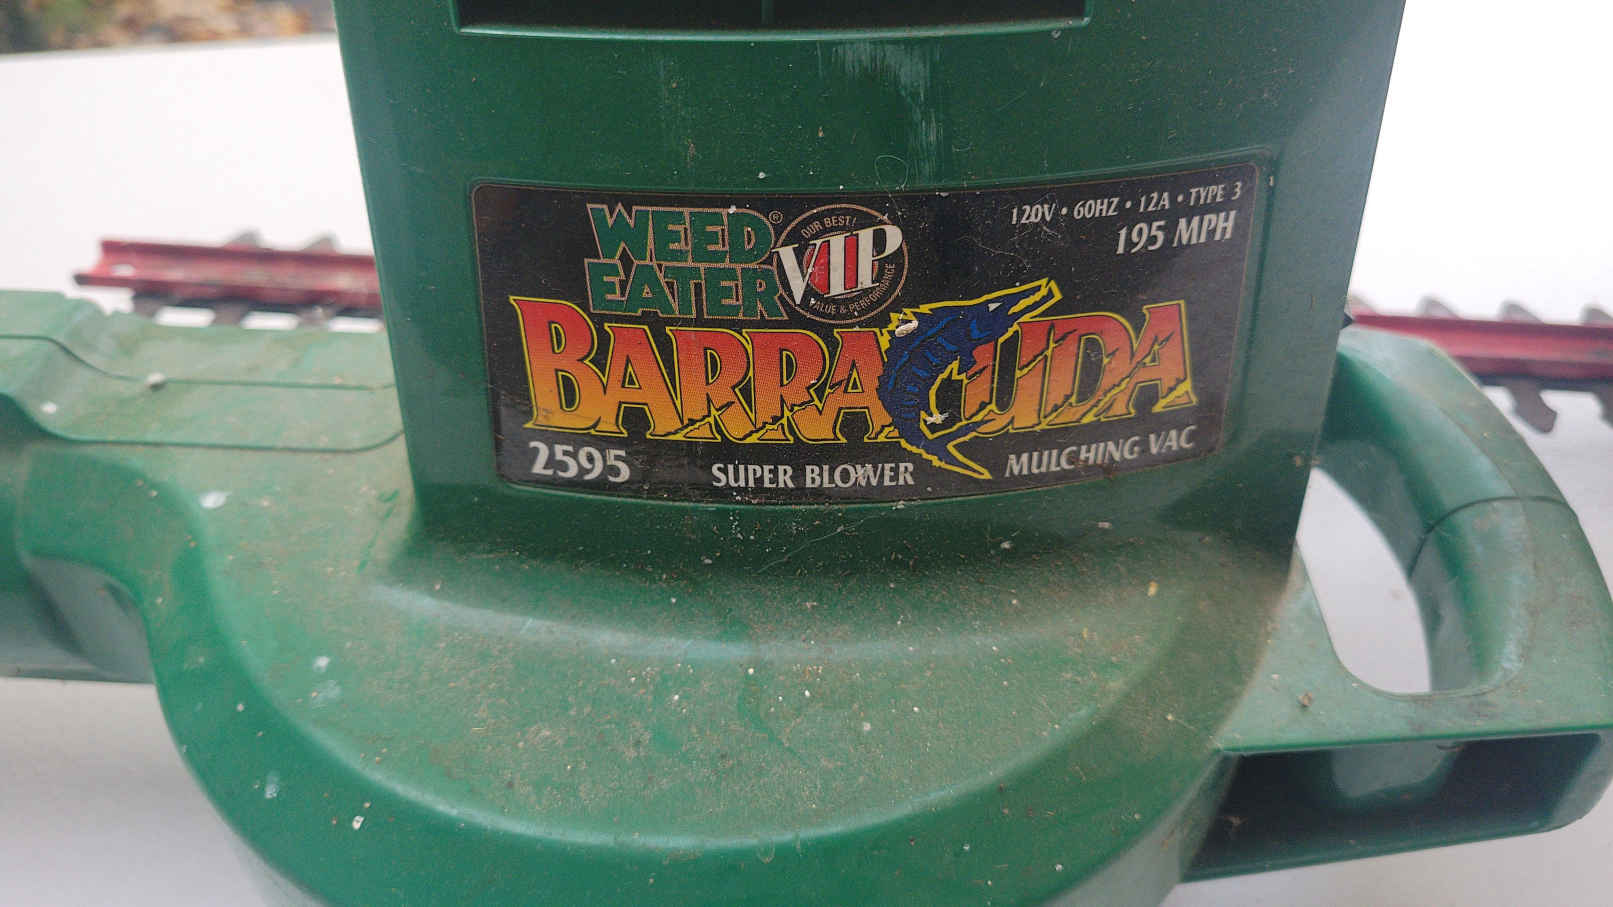 WEED
EATER®
OUR BEST!
VIP
VALUE & PERFORMANCE
120V • 60HZ • 12A • TYPE 3
195 MPH
BARRACUDA
2595
SUPER BLOWER
MULCHING VAC